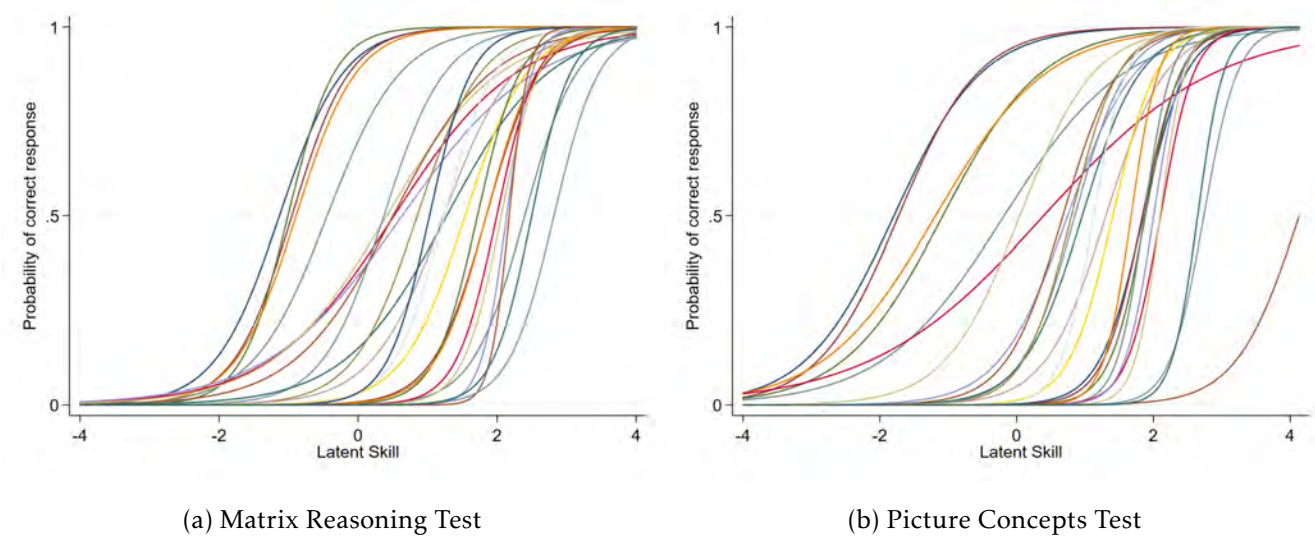 1
.5
0
Probability of correct response
-4
-2
0
2
4
Latent Skill
(a) Matrix Reasoning Test
1
.5
0
Probability of correct response
-4
-2
0
2
4
Latent Skill
(b) Picture Concepts Test